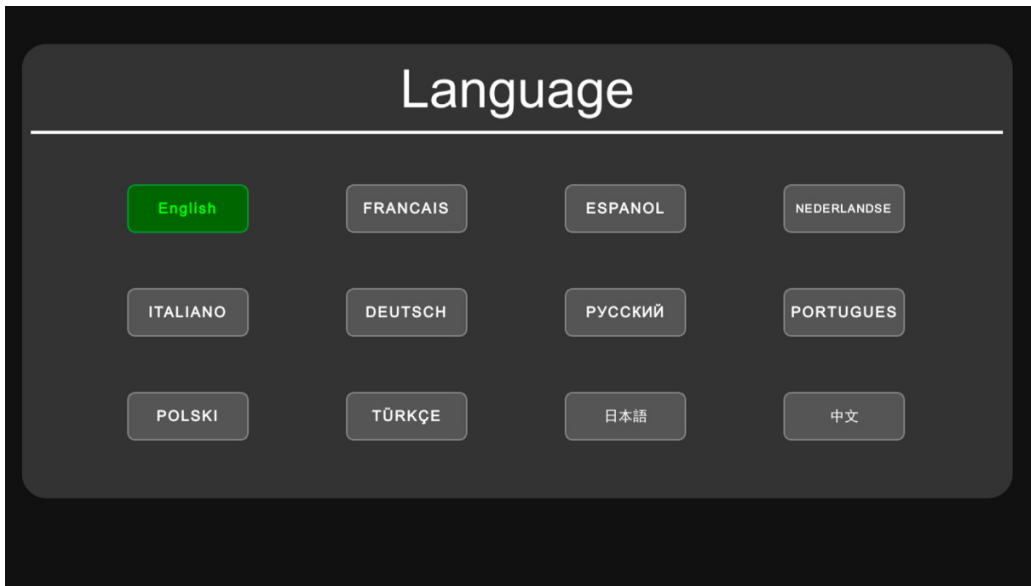 Language
English FRANCAIS ESPANOL NEDERLANDSE
ITALIANO DEUTSCH РУССКИЙ PORTUGUES
POLSKI TÜRKÇE 日本語 中文